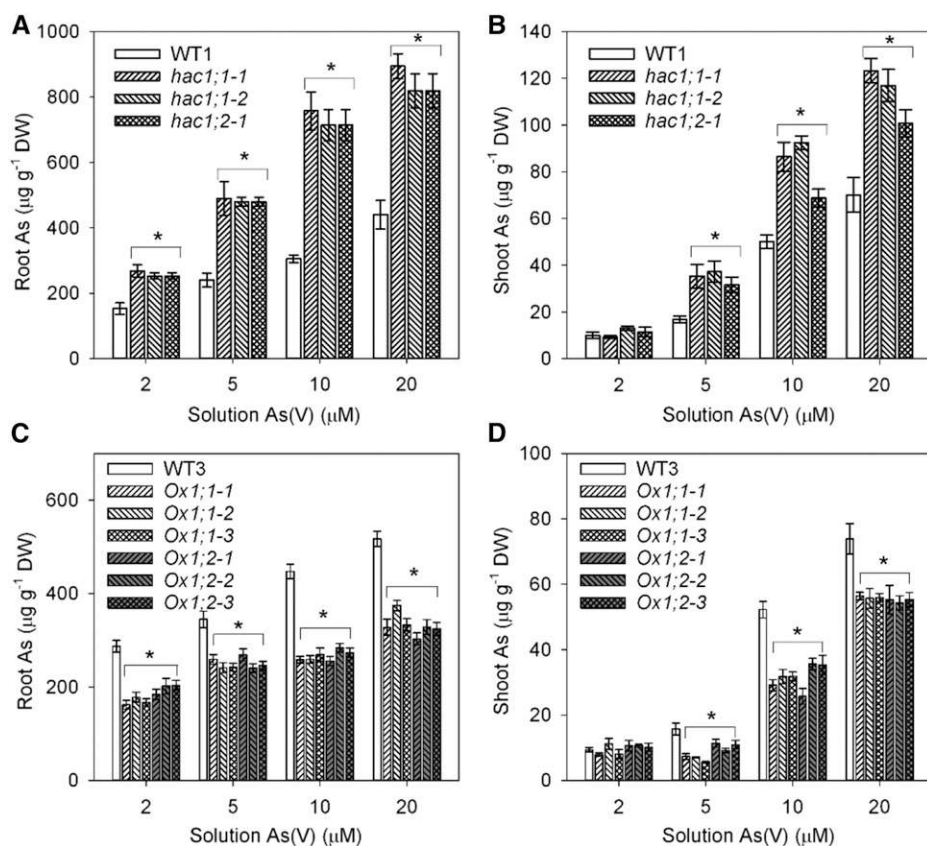 A
1000
800
600
400
200
0
Root As (μg g⁻¹ DW)
WT1
hac1;1-1
hac1;1-2
hac1;2-1
*
*
*
*
2 5 10 20
Solution As(V) (μM)
B
140
120
100
80
60
40
20
0
Shoot As (μg g⁻¹ DW)
WT1
hac1;1-1
hac1;1-2
hac1;2-1
*
*
*
2 5 10 20
Solution As(V) (μM)
C
600
400
200
0
Root As (μg g⁻¹ DW)
WT3
Ox1;1-1
Ox1;1-2
Ox1;1-3
Ox1;2-1
Ox1;2-2
Ox1;2-3
*
*
*
*
2 5 10 20
Solution As(V) (μM)
D
100
80
60
40
20
0
Shoot As (μg g⁻¹ DW)
WT3
Ox1;1-1
Ox1;1-2
Ox1;1-3
Ox1;2-1
Ox1;2-2
Ox1;2-3
*
*
*
2 5 10 20
Solution As(V) (μM)